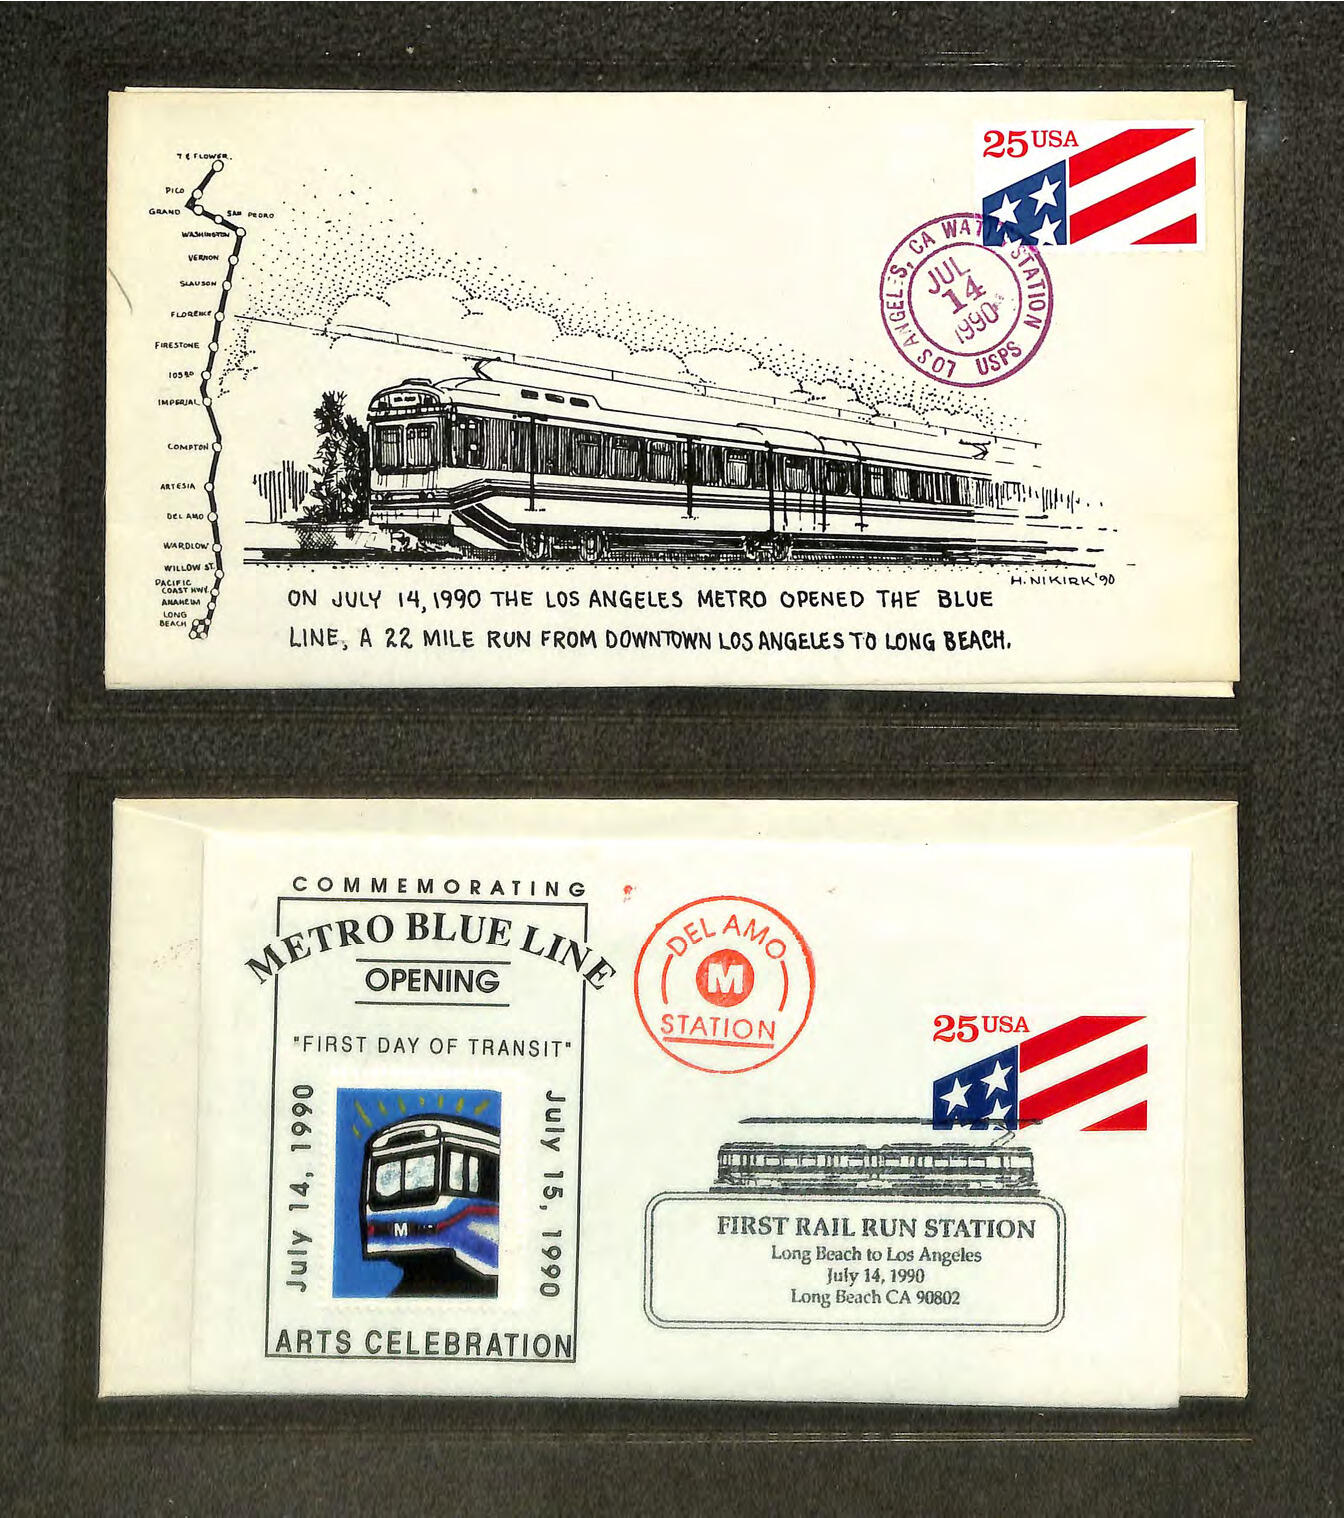 7 & FLOWER.
PICO
GRAND
SAN PEDRO
WASHINGTON
VERNON
SLAUSON
FLORENCE
FIRESTONE
103RD
IMPERIAL
COMPTON
ARTESIA
DEL AMO
WARDLOW
WILLOW ST.
PACIFIC
COAST HWY.
ANAHEIM
LONG
BEACH
25 USA
LOS ANGELES, CA WATTS STATION
JUL
14
1990
USPS
H. NIKIRK '90
ON JULY 14, 1990 THE LOS ANGELES METRO OPENED THE BLUE
LINE, A 22 MILE RUN FROM DOWNTOWN LOS ANGELES TO LONG BEACH.
COMMEMORATING
METRO BLUE LINE
OPENING
"FIRST DAY OF TRANSIT"
July 14, 1990
July 15, 1990
M
ARTS CELEBRATION
DEL AMO
M
STATION
25 USA
FIRST RAIL RUN STATION
Long Beach to Los Angeles
July 14, 1990
Long Beach CA 90802